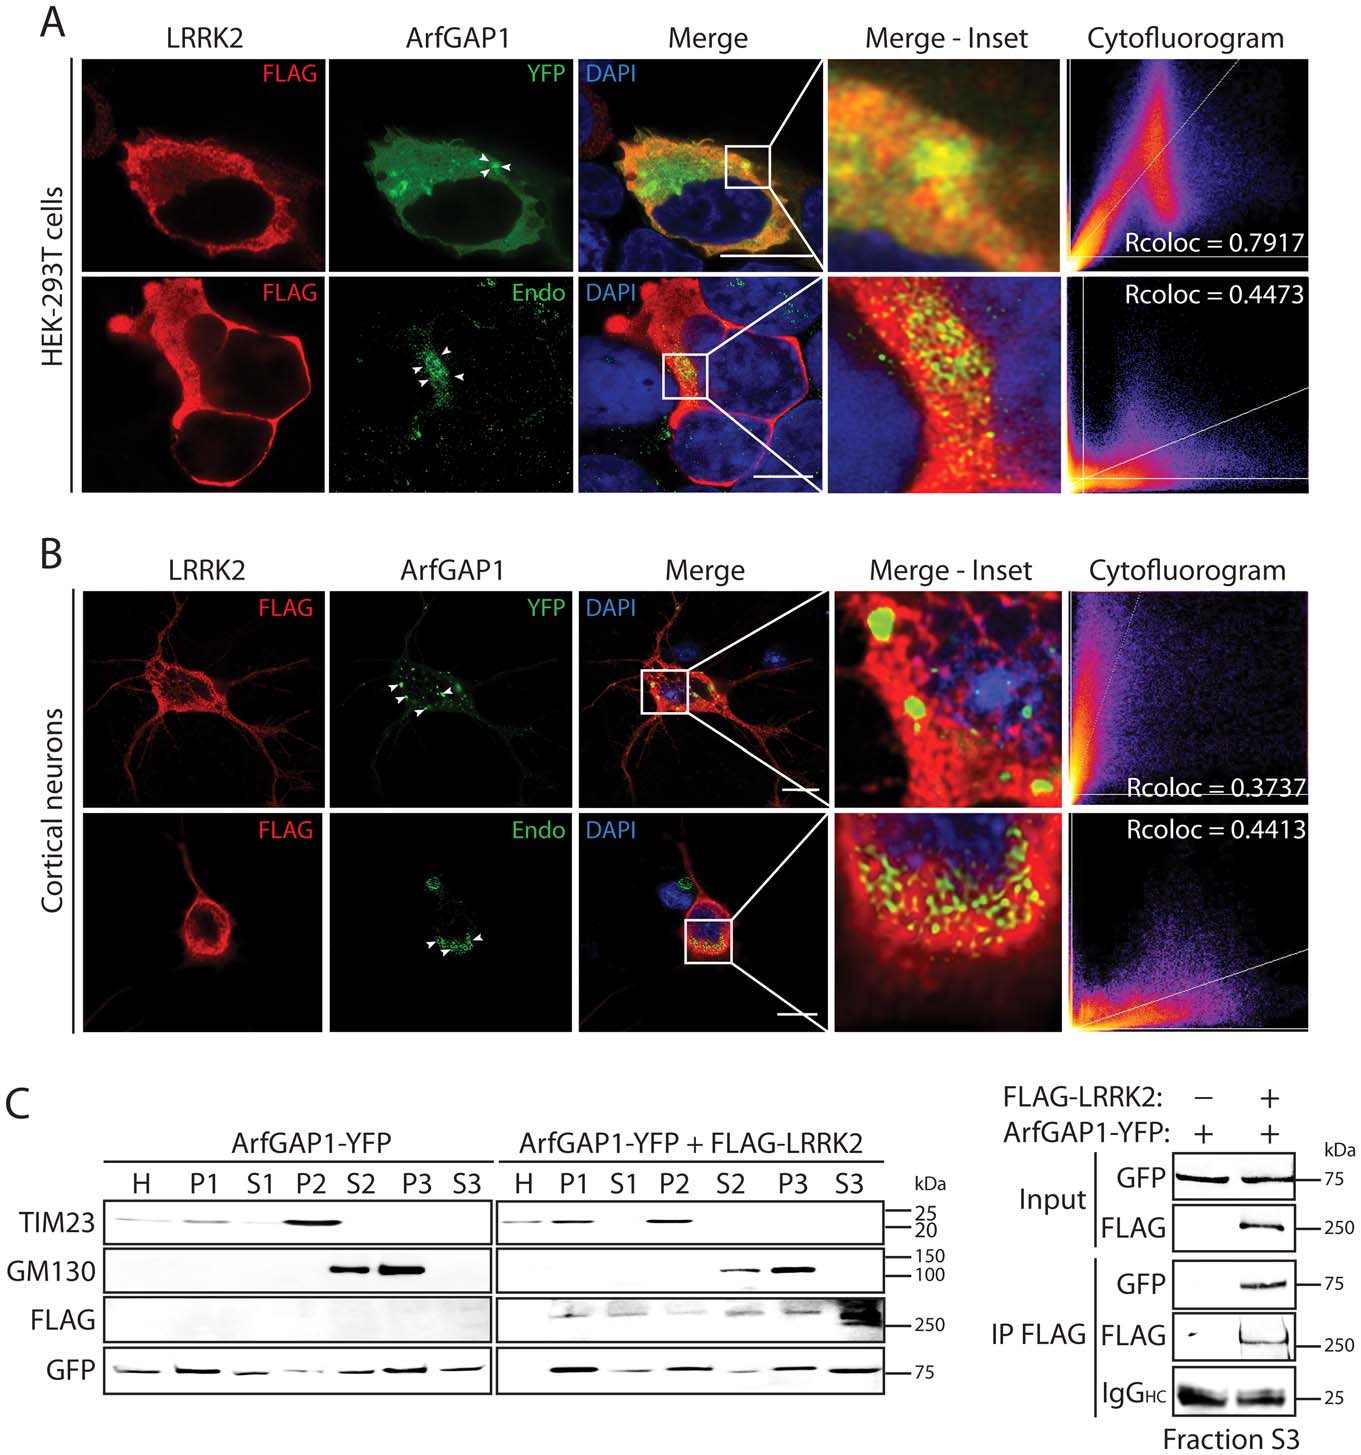 A
LRRK2 ArfGAP1 Merge Merge - Inset Cytofluorogram
HEK-293T cells
FLAG YFP DAPI
Rcoloc = 0.7917
FLAG Endo DAPI Rcoloc = 0.4473
B
LRRK2 ArfGAP1 Merge Merge - Inset Cytofluorogram
Cortical neurons
FLAG YFP DAPI
Rcoloc = 0.3737
FLAG Endo DAPI Rcoloc = 0.4413
C
ArfGAP1-YFP ArfGAP1-YFP + FLAG-LRRK2
H P1 S1 P2 S2 P3 S3 H P1 S1 P2 S2 P3 S3 kDa
TIM23 25
20
GM130 150
100
FLAG 250
GFP 75
FLAG-LRRK2: − +
ArfGAP1-YFP: + +
kDa
Input
GFP 75
FLAG 250
IP FLAG
GFP 75
FLAG 250
IgGHC 25
Fraction S3